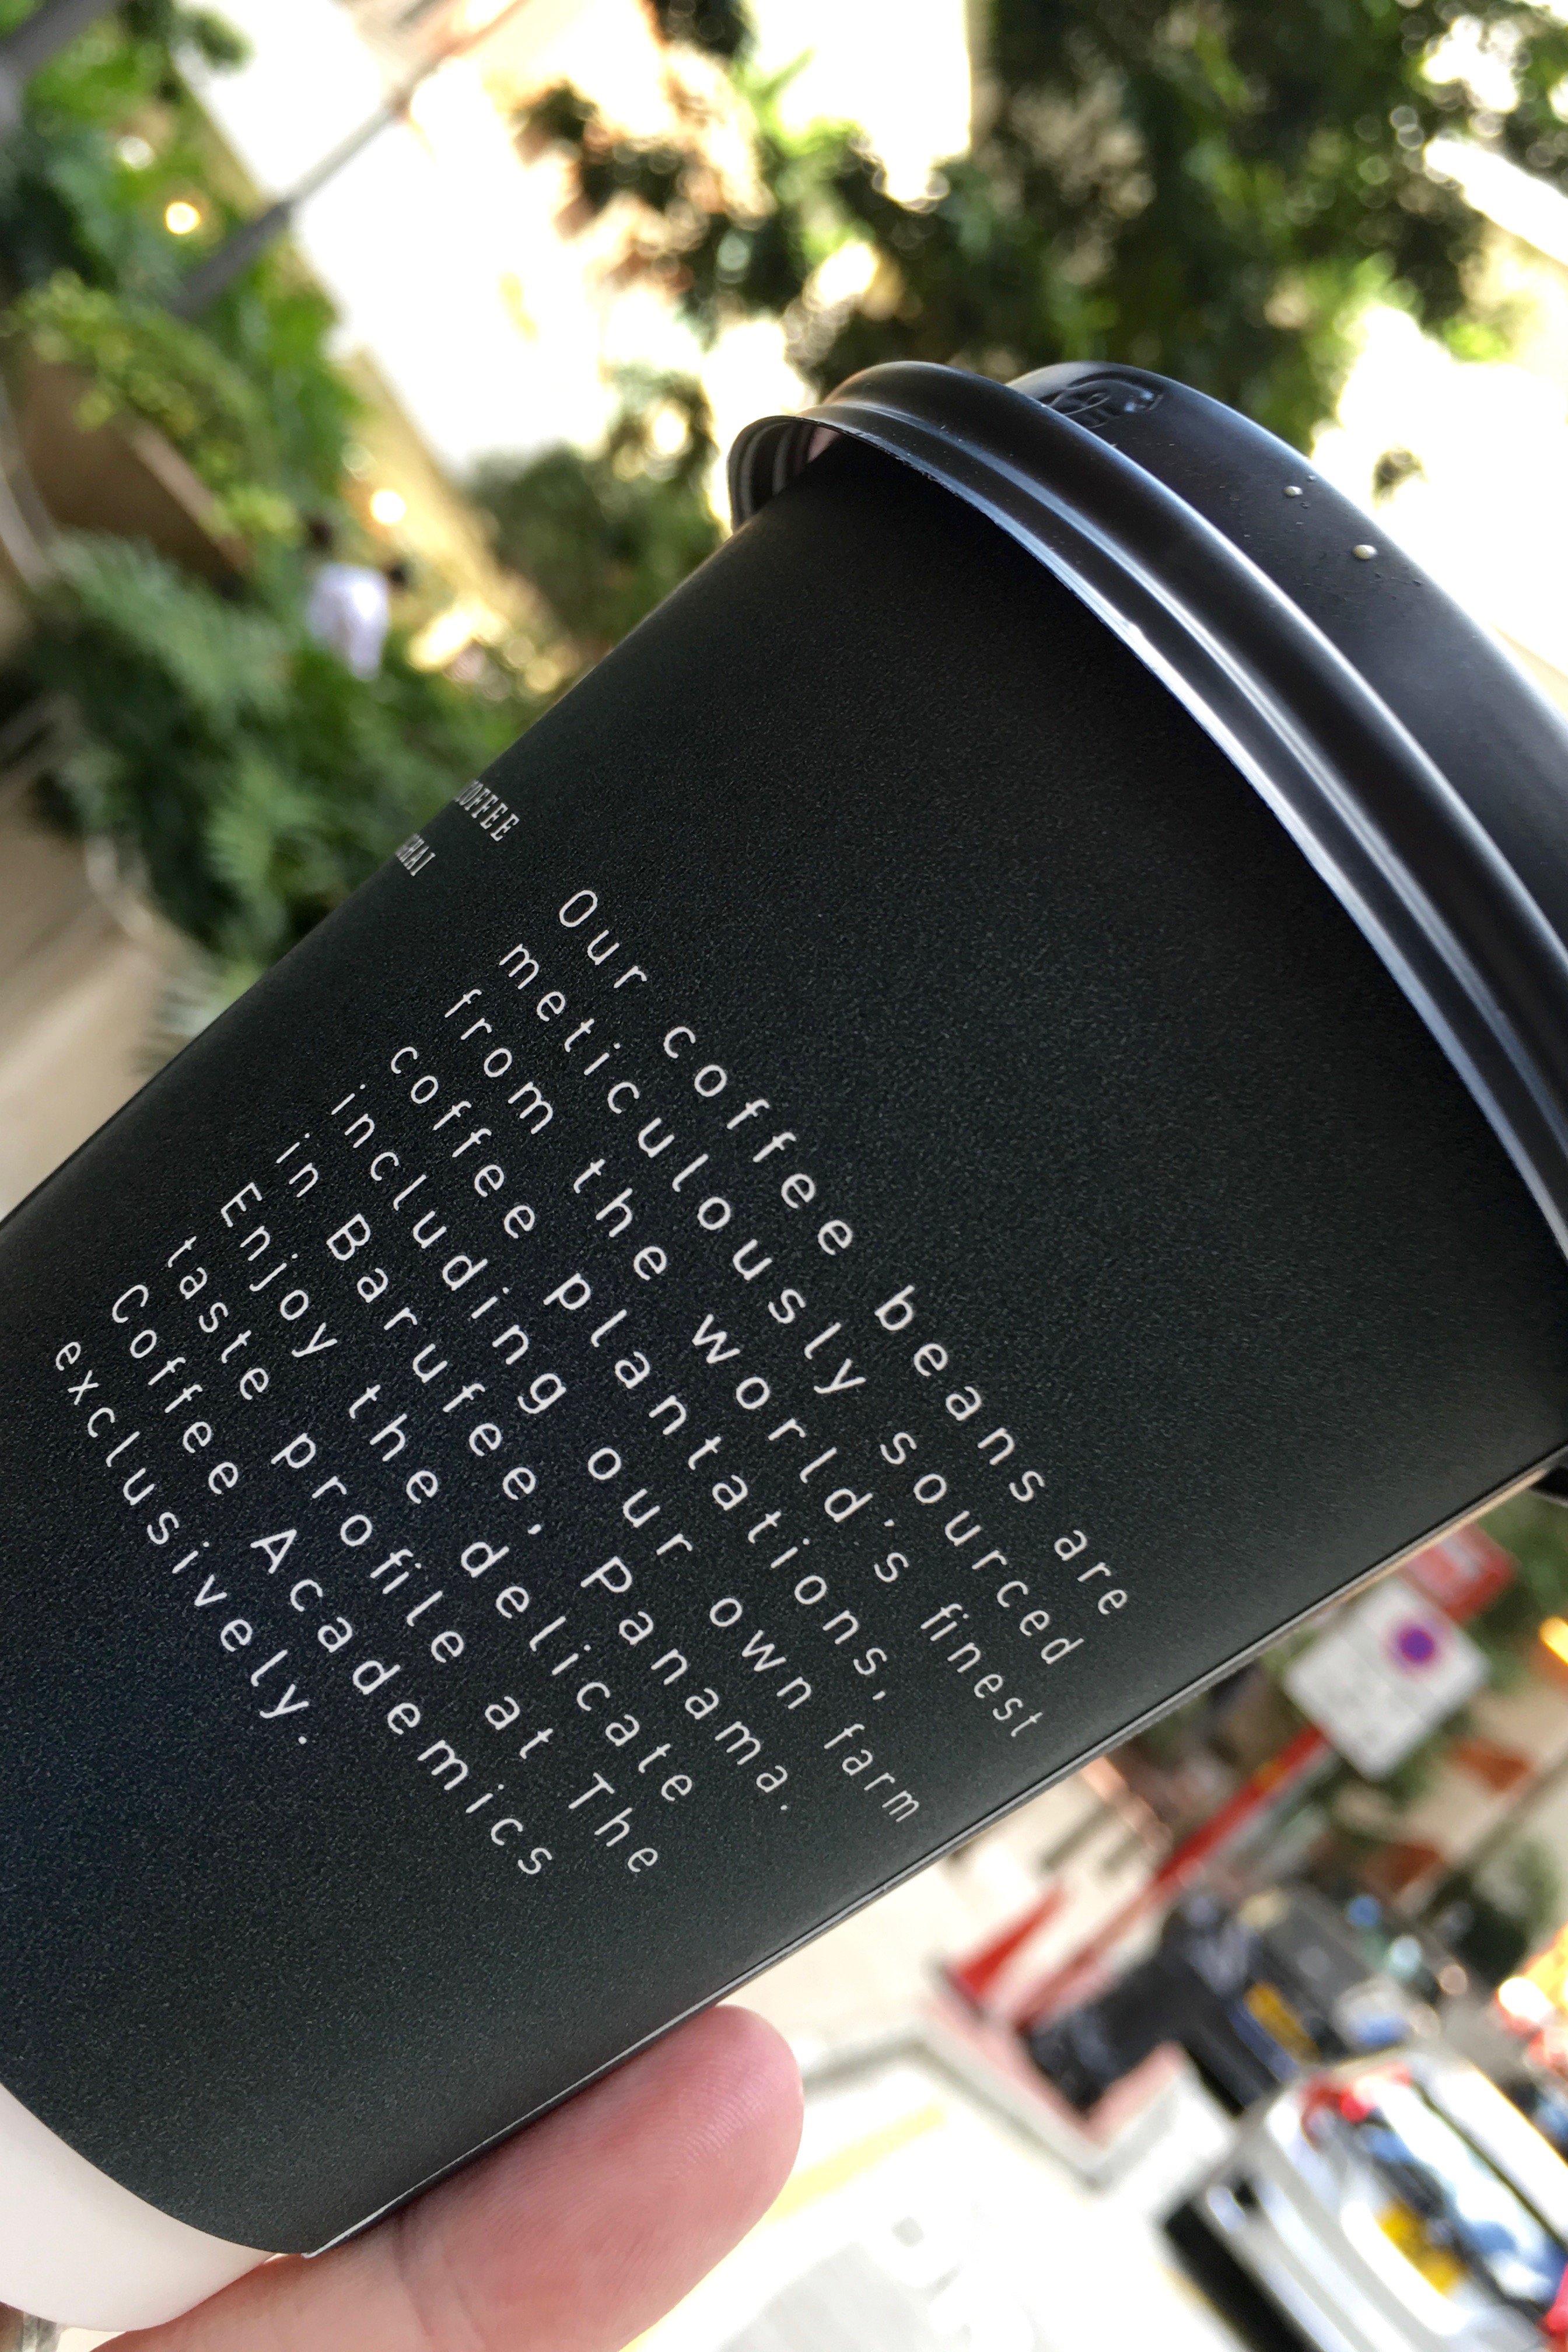 COFFEE
Our coffee beans are
meticulously sourced
from the world's finest
coffee plantations,
including our own farm
in Barufee, Panama.
Enjoy the delicate
taste profile at The
Coffee Academics
exclusively.